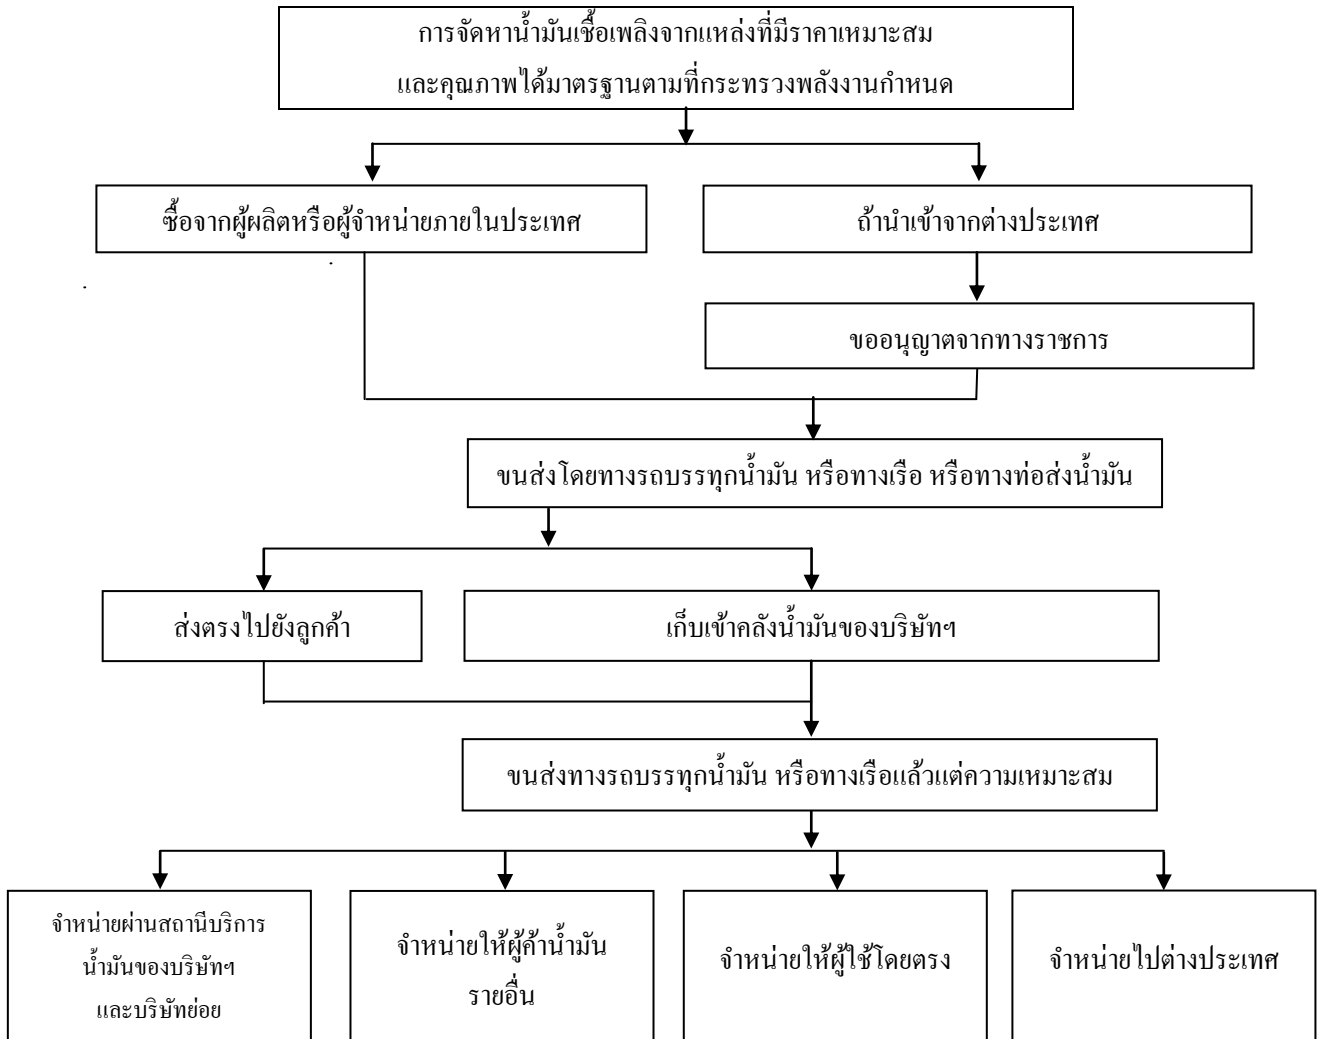 การจัดหาน้ำมันเชื้อเพลิงจากแหล่งที่มีราคาเหมาะสม
และคุณภาพได้มาตรฐานตามที่กระทรวงพลังงานกำหนด
ซื้อจากผู้ผลิตหรือผู้จำหน่ายภายในประเทศ
ถ้านำเข้าจากต่างประเทศ
ขออนุญาตจากทางราชการ
ขนส่งโดยทางรถบรรทุกน้ำมัน หรือทางเรือ หรือทางท่อส่งน้ำมัน
ส่งตรงไปยังลูกค้า
เก็บเข้าคลังน้ำมันของบริษัทฯ
ขนส่งทางรถบรรทุกน้ำมัน หรือทางเรือแล้วแต่ความเหมาะสม
จำหน่ายผ่านสถานีบริการ
น้ำมันของบริษัทฯ
และบริษัทย่อย
จำหน่ายให้ผู้ค้าน้ำมัน
รายอื่น
จำหน่ายให้ผู้ใช้โดยตรง
จำหน่ายไปต่างประเทศ